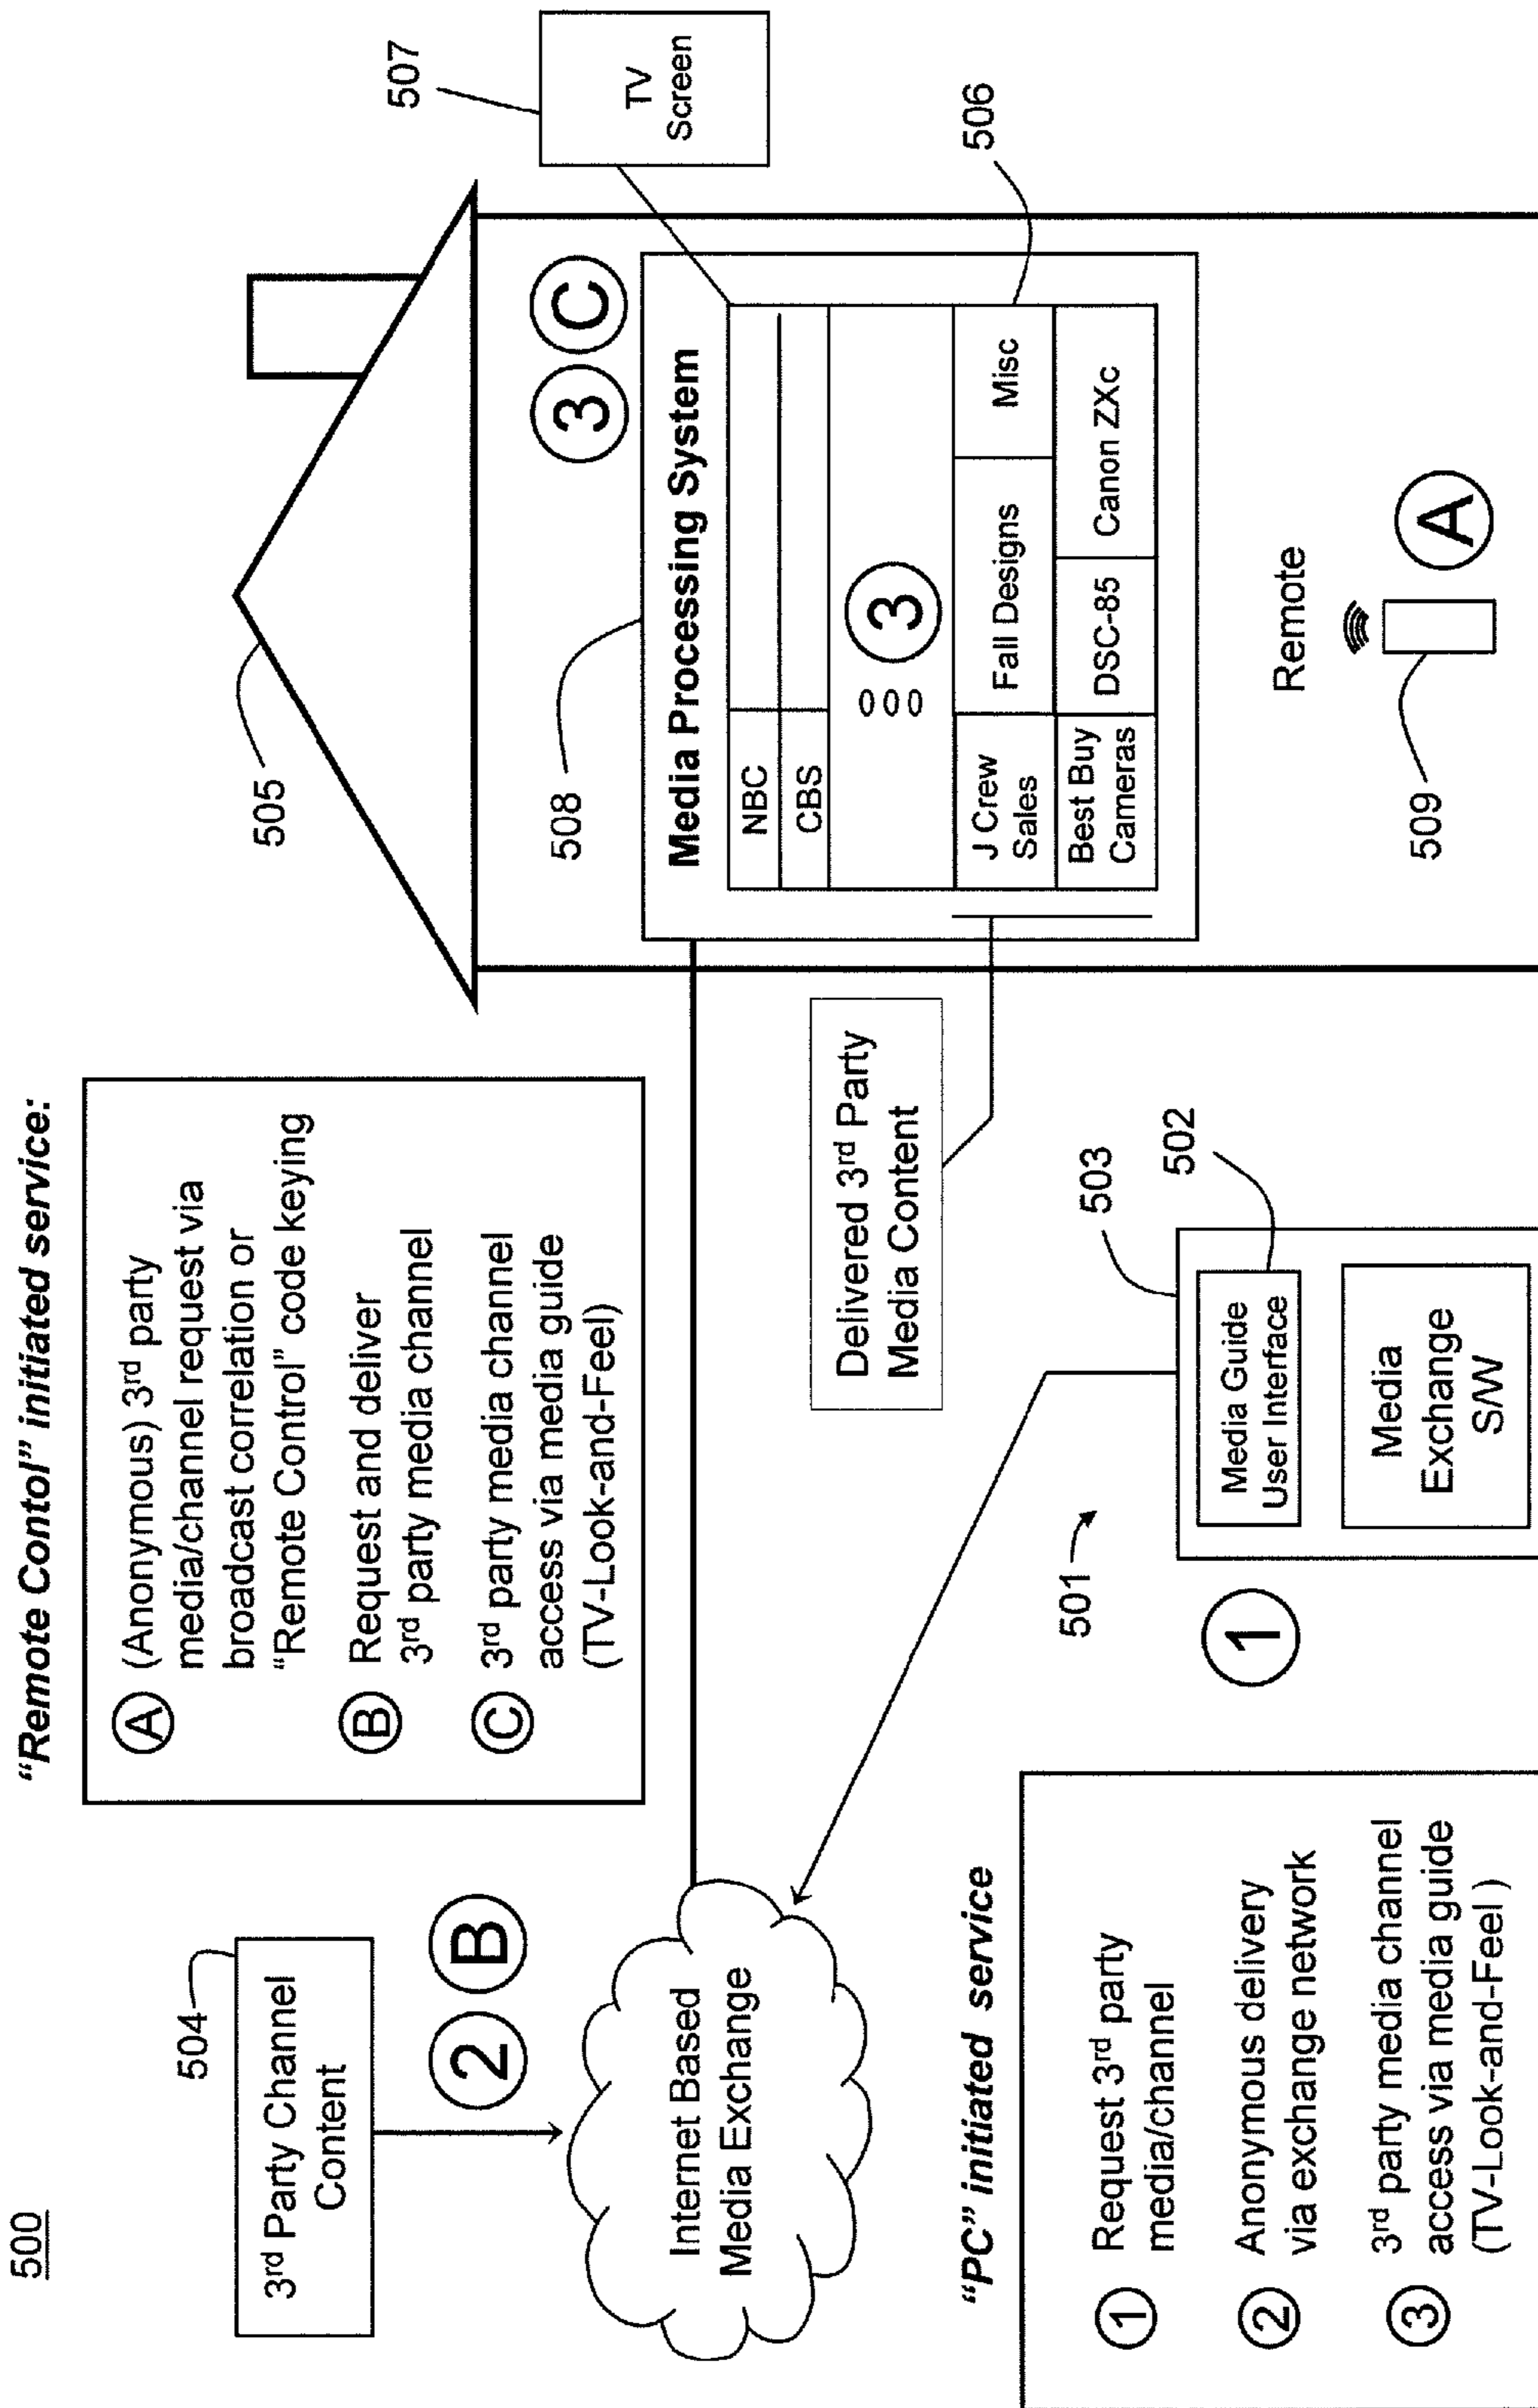 500
"Remote Contol" initiated service:
504
3rd Party Channel
Content
2
B
Internet Based
Media Exchange
A
(Anonymous) 3rd party
media/channel request via
broadcast correlation or
"Remote Control" code keying
B
Request and deliver
3rd party media channel
C
3rd party media channel
access via media guide
(TV-Look-and-Feel)
505
3
C
507
TV
Screen
508
Media Processing System
NBC
CBS
000
3
J Crew
Sales
Fall Designs
Misc
Best Buy
Cameras
DSC-85
Canon ZXc
506
Delivered 3rd Party
Media Content
Remote
509
A
"PC" initiated service
1
Request 3rd party
media/channel
2
Anonymous delivery
via exchange network
3
3rd party media channel
access via media guide
(TV-Look-and-Feel )
501
1
503
502
Media Guide
User Interface
Media
Exchange
S/W